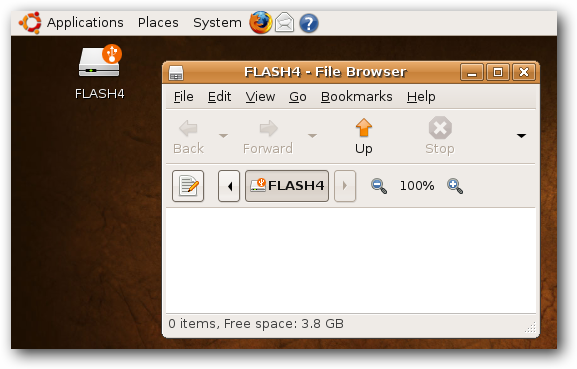 Applications Places System
FLASH4
FLASH4 - File Browser
File Edit View Go Bookmarks Help
Back Forward Up Stop
FLASH4 100%
0 items, Free space: 3.8 GB